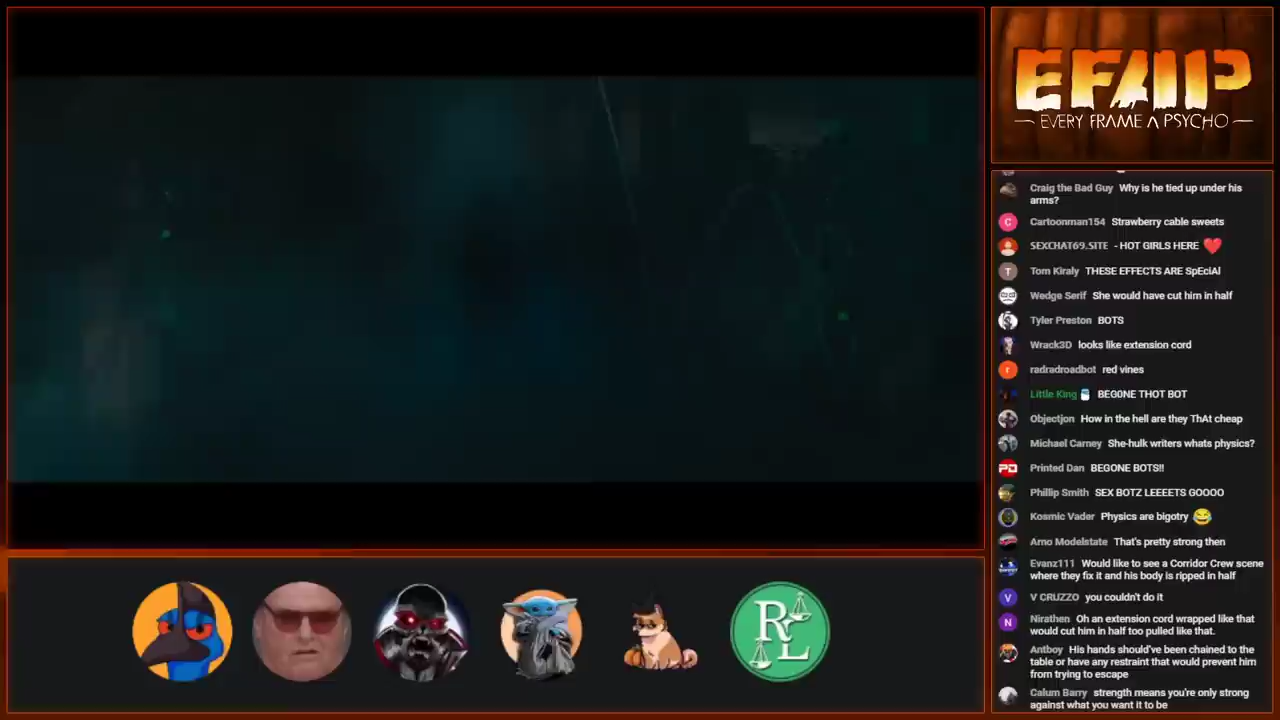 EFAP
EVERY FRAME A PSYCHO
Craig the Bad Guy Why is he tied up under his
arms?
Cartoonman154 Strawberry cable sweets
SEXCHAT69.SITE - HOT GIRLS HERE ❤️
Tom Kiraly THESE EFFECTS ARE SpEciAl
Wedge Serif She would have cut him in half
Tyler Preston BOTS
Wrack3D looks like extension cord
radradroadbot red vines
Little King BEG0NE THOT BOT
Objectjon How in the hell are they ThAt cheap
Michael Carney She-hulk writers whats physics?
Printed Dan BEGONE BOTS!!
Phillip Smith SEX BOTZ LEEEETS GOOOO
Kosmic Vader Physics are bigotry 😂
Arno Modelstate That's pretty strong then
Evanz111 Would like to see a Corridor Crew scene
where they fix it and his body is ripped in half
V CRUZZO you couldn't do it
Nirathen Oh an extension cord wrapped like that
would cut him in half too pulled like that.
Antboy His hands should've been chained to the
table or have any restraint that would prevent him
from trying to escape
Calum Barry strength means you're only strong
against what you want it to be
R L